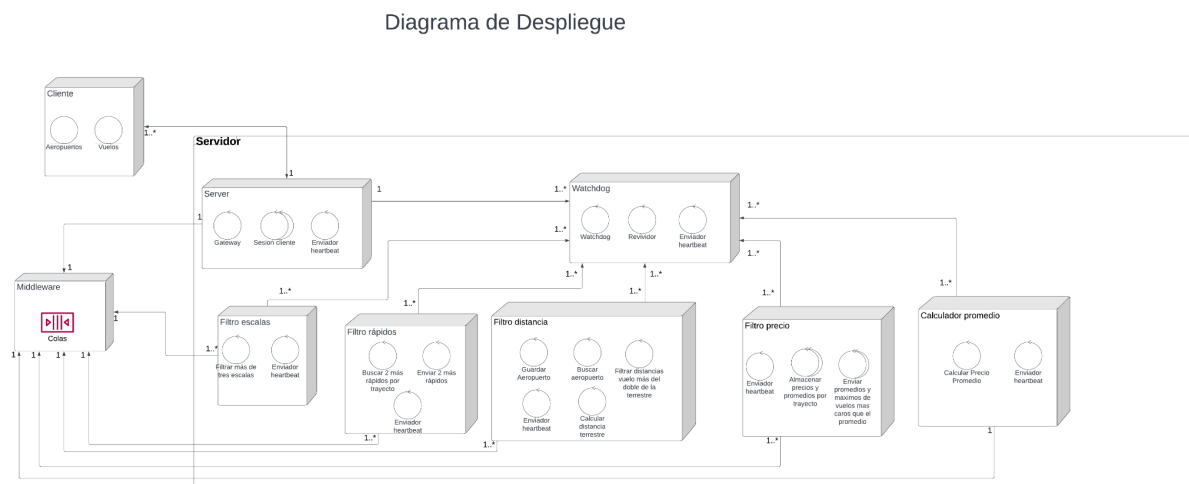 Diagrama de Despliegue
Cliente
Aeropuertos
Vuelos
1..*
Servidor
1
Server
Gateway
Sesion cliente
Enviador
heartbeat
1
1..*
Watchdog
Watchdog
Revividor
Enviador
heartbeat
1..*
1..*
1..*
1
1
Middleware
Colas
1
1
1
1
1
1..*
1..*
1..*
1..*
1..*
1..*
1..*
1..*
Filtro escalas
Filtrar más de
tres escalas
Enviador
heartbeat
1..*
Filtro rápidos
Buscar 2 más
rápidos por
trayecto
Enviar 2 más
rápidos
Enviador
heartbeat
1..*
Filtro distancia
Guardar
Aeropuerto
Buscar
aeropuerto
Filtrar distancias
vuelo más del
doble de la
terrestre
Enviador
heartbeat
Calcular
distancia
terrestre
1..*
Filtro precio
Enviador
heartbeat
Almacenar
precios y
promedios por
trayecto
Enviar
promedios y
maximos de
vuelos mas
caros que el
promedio
1..*
Calculador promedio
Calcular Precio
Promedio
Enviador
heartbeat
1